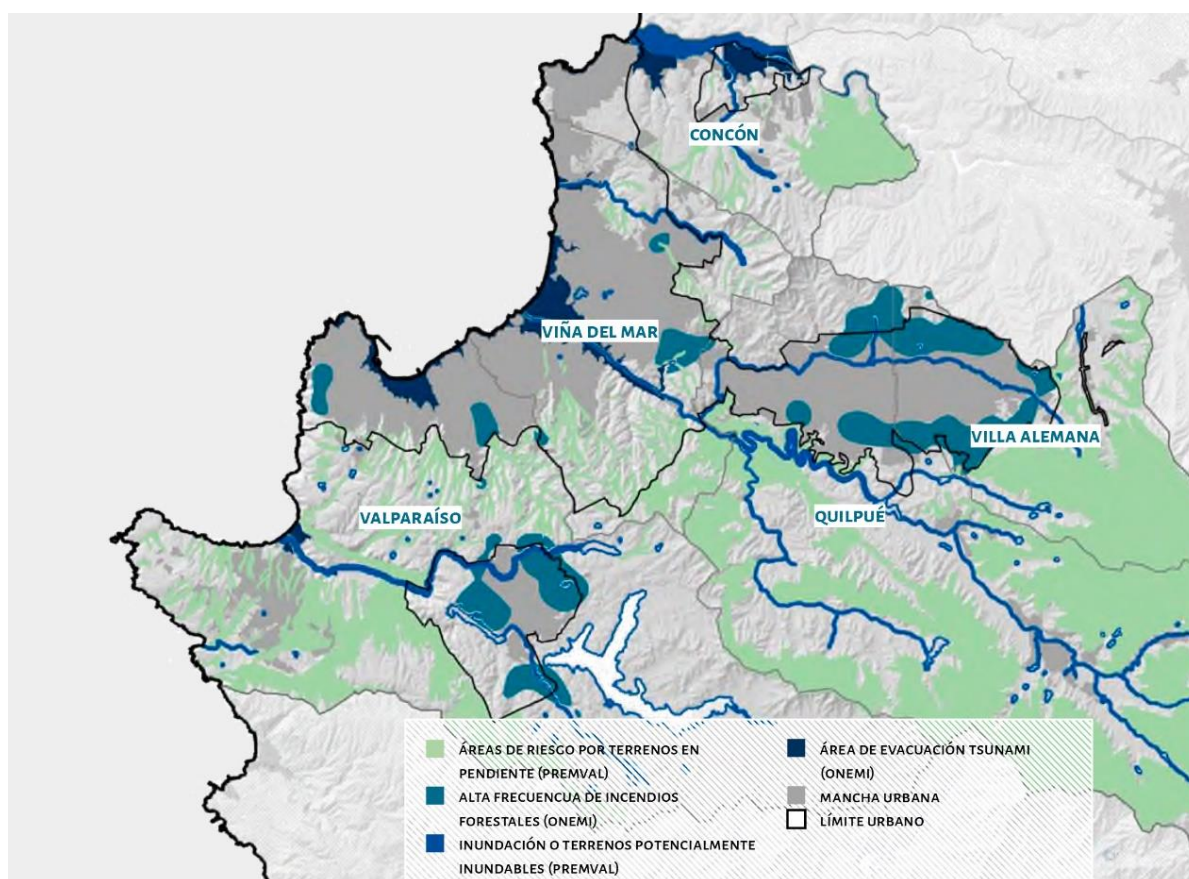 CONCÓN
VIÑA DEL MAR
VILLA ALEMANA
VALPARAÍSO
QUILPUÉ
ÁREAS DE RIESGO POR TERRENOS EN
PENDIENTE (PREMVAL)
ALTA FRECUENCUA DE INCENDIOS
FORESTALES (ONEMI)
INUNDACIÓN O TERRENOS POTENCIALMENTE
INUNDABLES (PREMVAL)
ÁREA DE EVACUACIÓN TSUNAMI
(ONEMI)
MANCHA URBANA
LÍMITE URBANO